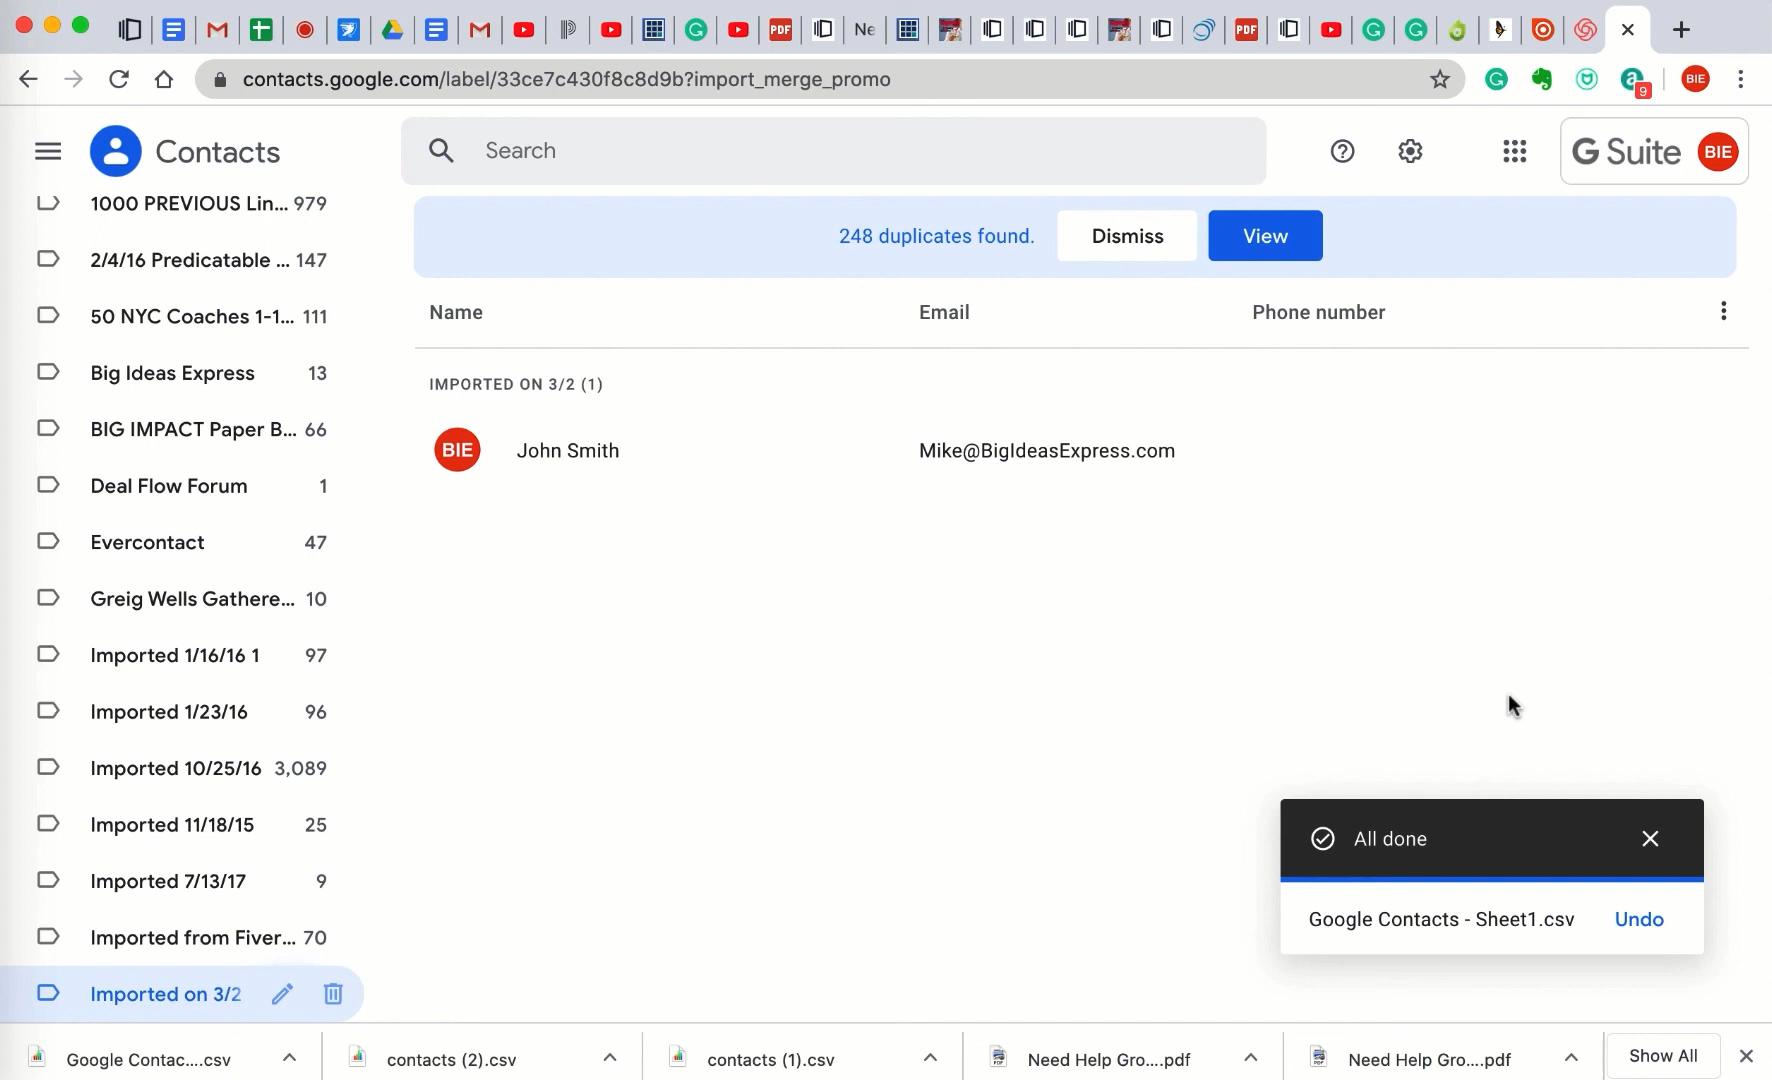 PDF
Ne
PDF
contacts.google.com/label/33ce7c430f8c8d9b?import_merge_promo
9
BIE
Contacts
Search
G Suite
BIE
1000 PREVIOUS Lin... 979
2/4/16 Predicatable ... 147
50 NYC Coaches 1-1... 111
Big Ideas Express 13
BIG IMPACT Paper B... 66
Deal Flow Forum 1
Evercontact 47
Greig Wells Gathere... 10
Imported 1/16/16 1 97
Imported 1/23/16 96
Imported 10/25/16 3,089
Imported 11/18/15 25
Imported 7/13/17 9
Imported from Fiver... 70
Imported on 3/2
248 duplicates found.
Dismiss
View
Name Email Phone number
IMPORTED ON 3/2 (1)
BIE John Smith Mike@BigIdeasExpress.com
All done
Google Contacts - Sheet1.csv Undo
Google Contac....csv
contacts (2).csv
contacts (1).csv
Need Help Gro....pdf
Need Help Gro....pdf
Show All